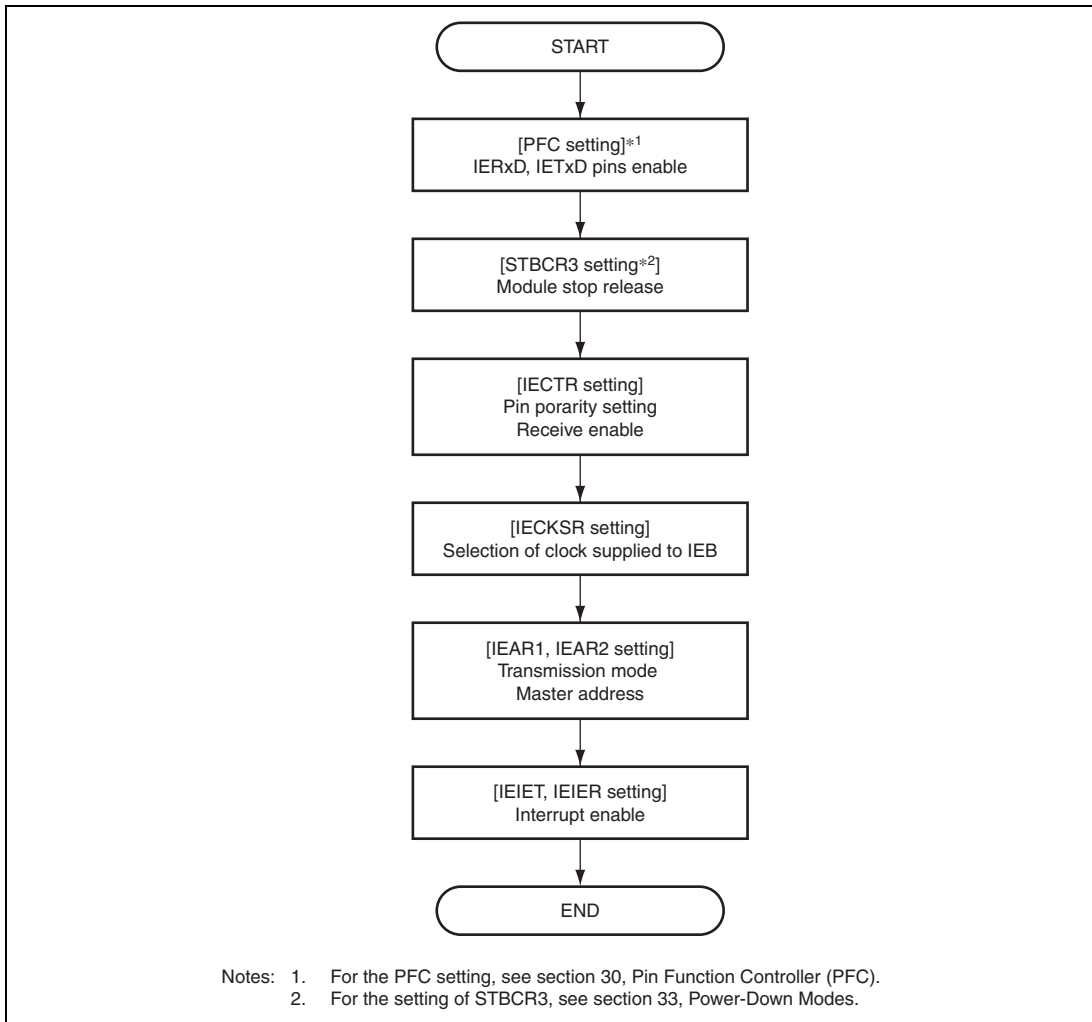 START
[PFC setting]*1
IERxD, IETxD pins enable
[STBCR3 setting*2]
Module stop release
[IECTR setting]
Pin porarity setting
Receive enable
[IECKSR setting]
Selection of clock supplied to IEB
[IEAR1, IEAR2 setting]
Transmission mode
Master address
[IEIET, IEIER setting]
Interrupt enable
END
Notes: 1. For the PFC setting, see section 30, Pin Function Controller (PFC).
2. For the setting of STBCR3, see section 33, Power-Down Modes.